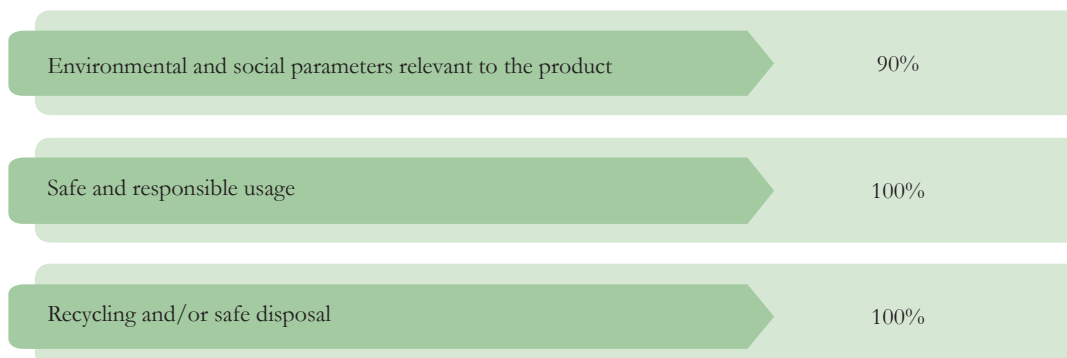 Environmental and social parameters relevant to the product 90%
Safe and responsible usage 100%
Recycling and/or safe disposal 100%